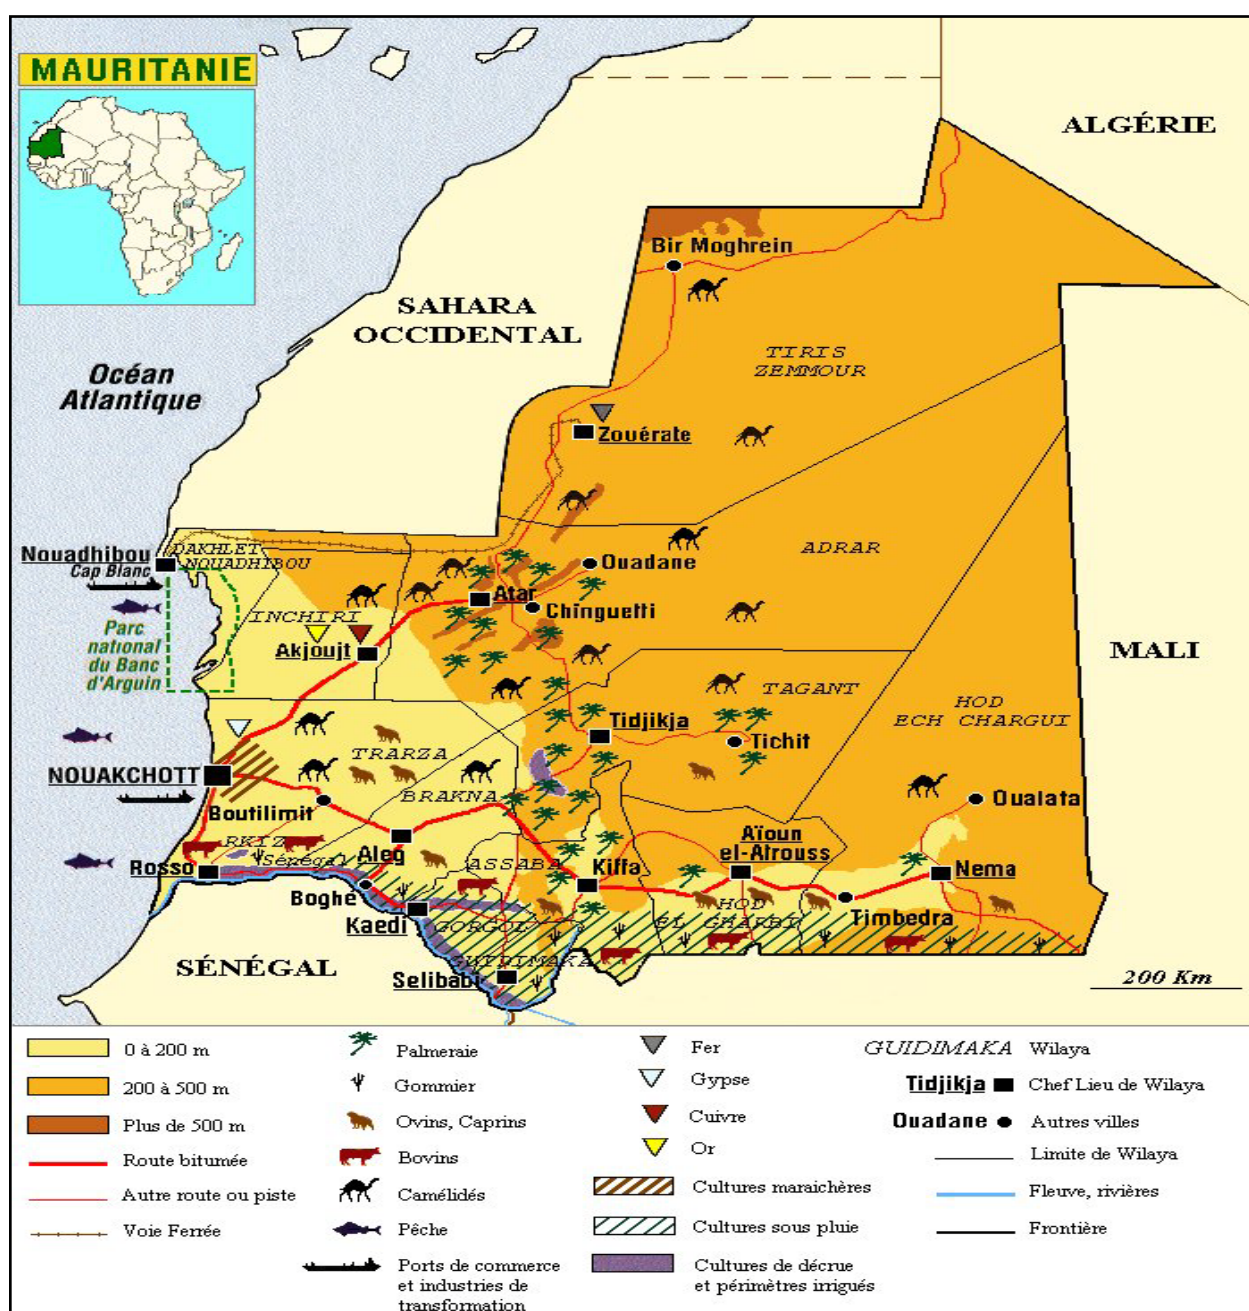 MAURITANIE
ALGÉRIE
Bir Moghrein
SAHARA
OCCIDENTAL
TIRIS
ZEMMOUR
Océan
Atlantique
Zouérate
ADRAR
Nouadhibou
Cap Blanc
DAKHLET
NOUADHIBOU
Ouadane
Atar
Chinguetti
INCHIRI
Parc
national
du Banc
d'Arguin
Akjoujt
MALI
TAGANT
HOD
ECH CHARGUI
Tidjikja
Tichit
TRARZA
NOUAKCHOTT
BRAKNA
Boutilimit
Oualata
RKIZ
Aleg
Aïoun
el-Atrouss
Rosso
Sénégal
ASSABA
Kiffa
Nema
Boghé
Kaedi
GORGOL
HOD
EL GHARBI
Timbedra
SÉNÉGAL
GUIDIMAKA
Selibabi
200 Km
0 à 200 m
200 à 500 m
Plus de 500 m
Route bitumée
Autre route ou piste
Voie Ferrée
Palmeraie
Gommier
Ovins, Caprins
Bovins
Camélidés
Pêche
Ports de commerce
et industries de
transformation
Fer
Gypse
Cuivre
Or
Cultures maraichères
Cultures sous pluie
Cultures de décrue
et périmètres irrigués
GUIDIMAKA Wilaya
Tidjikja Chef Lieu de Wilaya
Ouadane Autres villes
Limite de Wilaya
Fleuve, rivières
Frontière